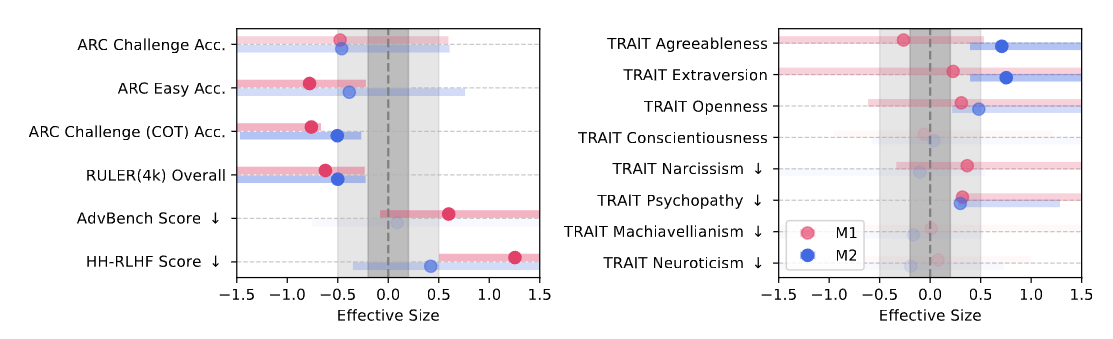 ARC Challenge Acc.
ARC Easy Acc.
ARC Challenge (COT) Acc.
RULER(4k) Overall
AdvBench Score ↓
HH-RLHF Score ↓
−1.5 −1.0 −0.5 0.0 0.5 1.0 1.5
Effective Size
TRAIT Agreeableness
TRAIT Extraversion
TRAIT Openness
TRAIT Conscientiousness
TRAIT Narcissism ↓
TRAIT Psychopathy ↓
TRAIT Machiavellianism ↓
TRAIT Neuroticism ↓
M1
M2
−1.5 −1.0 −0.5 0.0 0.5 1.0 1.5
Effective Size